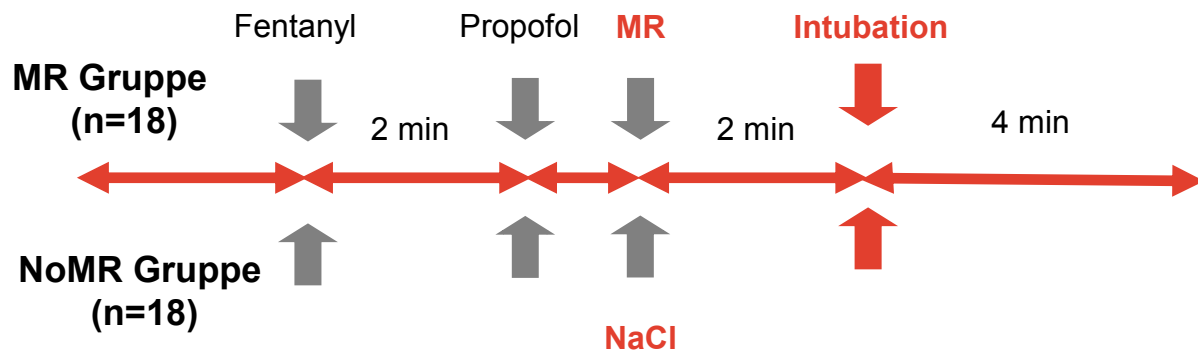 Fentanyl Propofol MR Intubation
MR Gruppe
(n=18)
2 min 2 min 4 min
NoMR Gruppe
(n=18)
NaCl